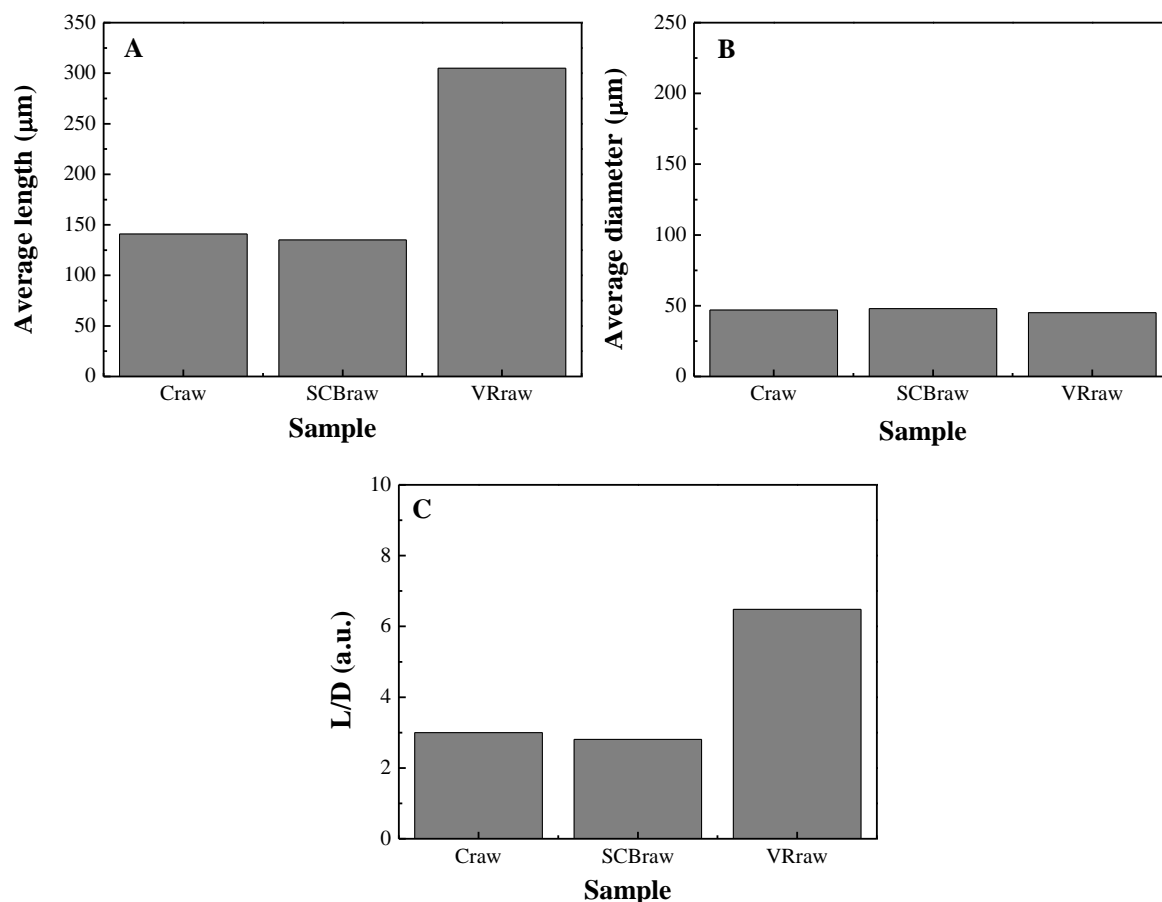 A
Average length (μm)
350
300
250
200
150
100
50
0
Craw SCBraw VRraw
Sample
B
Average diameter (μm)
250
200
150
100
50
0
Craw SCBraw VRraw
Sample
C
L/D (a.u.)
10
8
6
4
2
0
Craw SCBraw VRraw
Sample